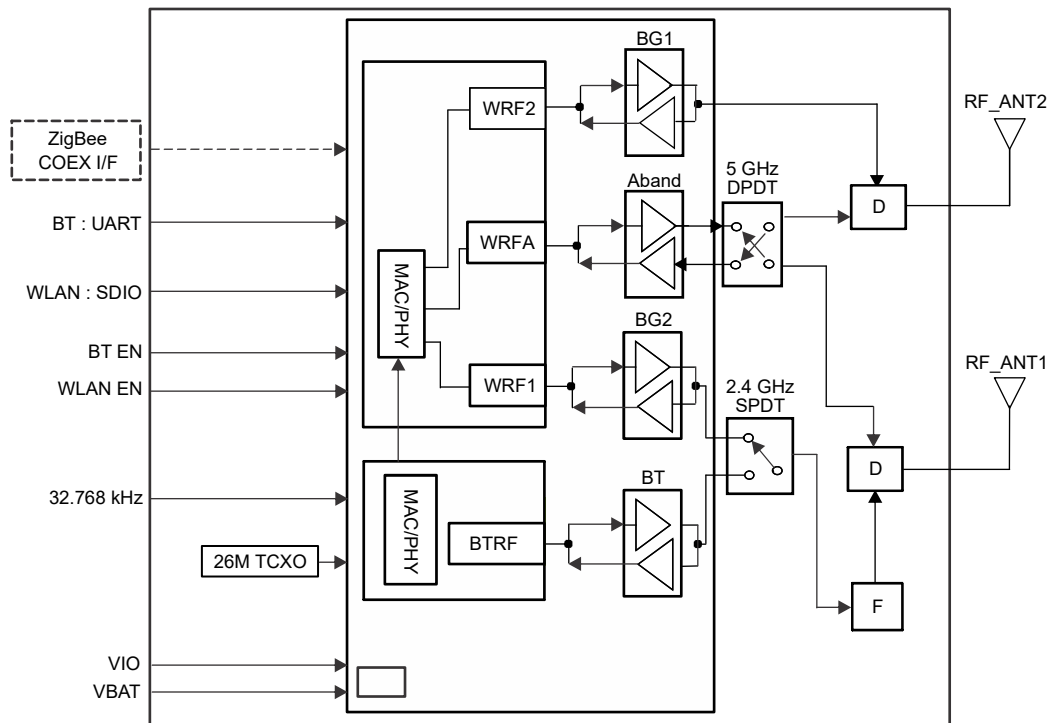 BG1
WRF2
RF_ANT2
ZigBee
COEX I/F
Aband
5 GHz
DPDT
D
BT : UART
WRFA
MAC/PHY
WLAN : SDIO
BG2
BT EN
RF_ANT1
WLAN EN
WRF1
2.4 GHz
SPDT
D
BT
32.768 kHz
MAC/PHY
BTRF
26M TCXO
F
VIO
VBAT